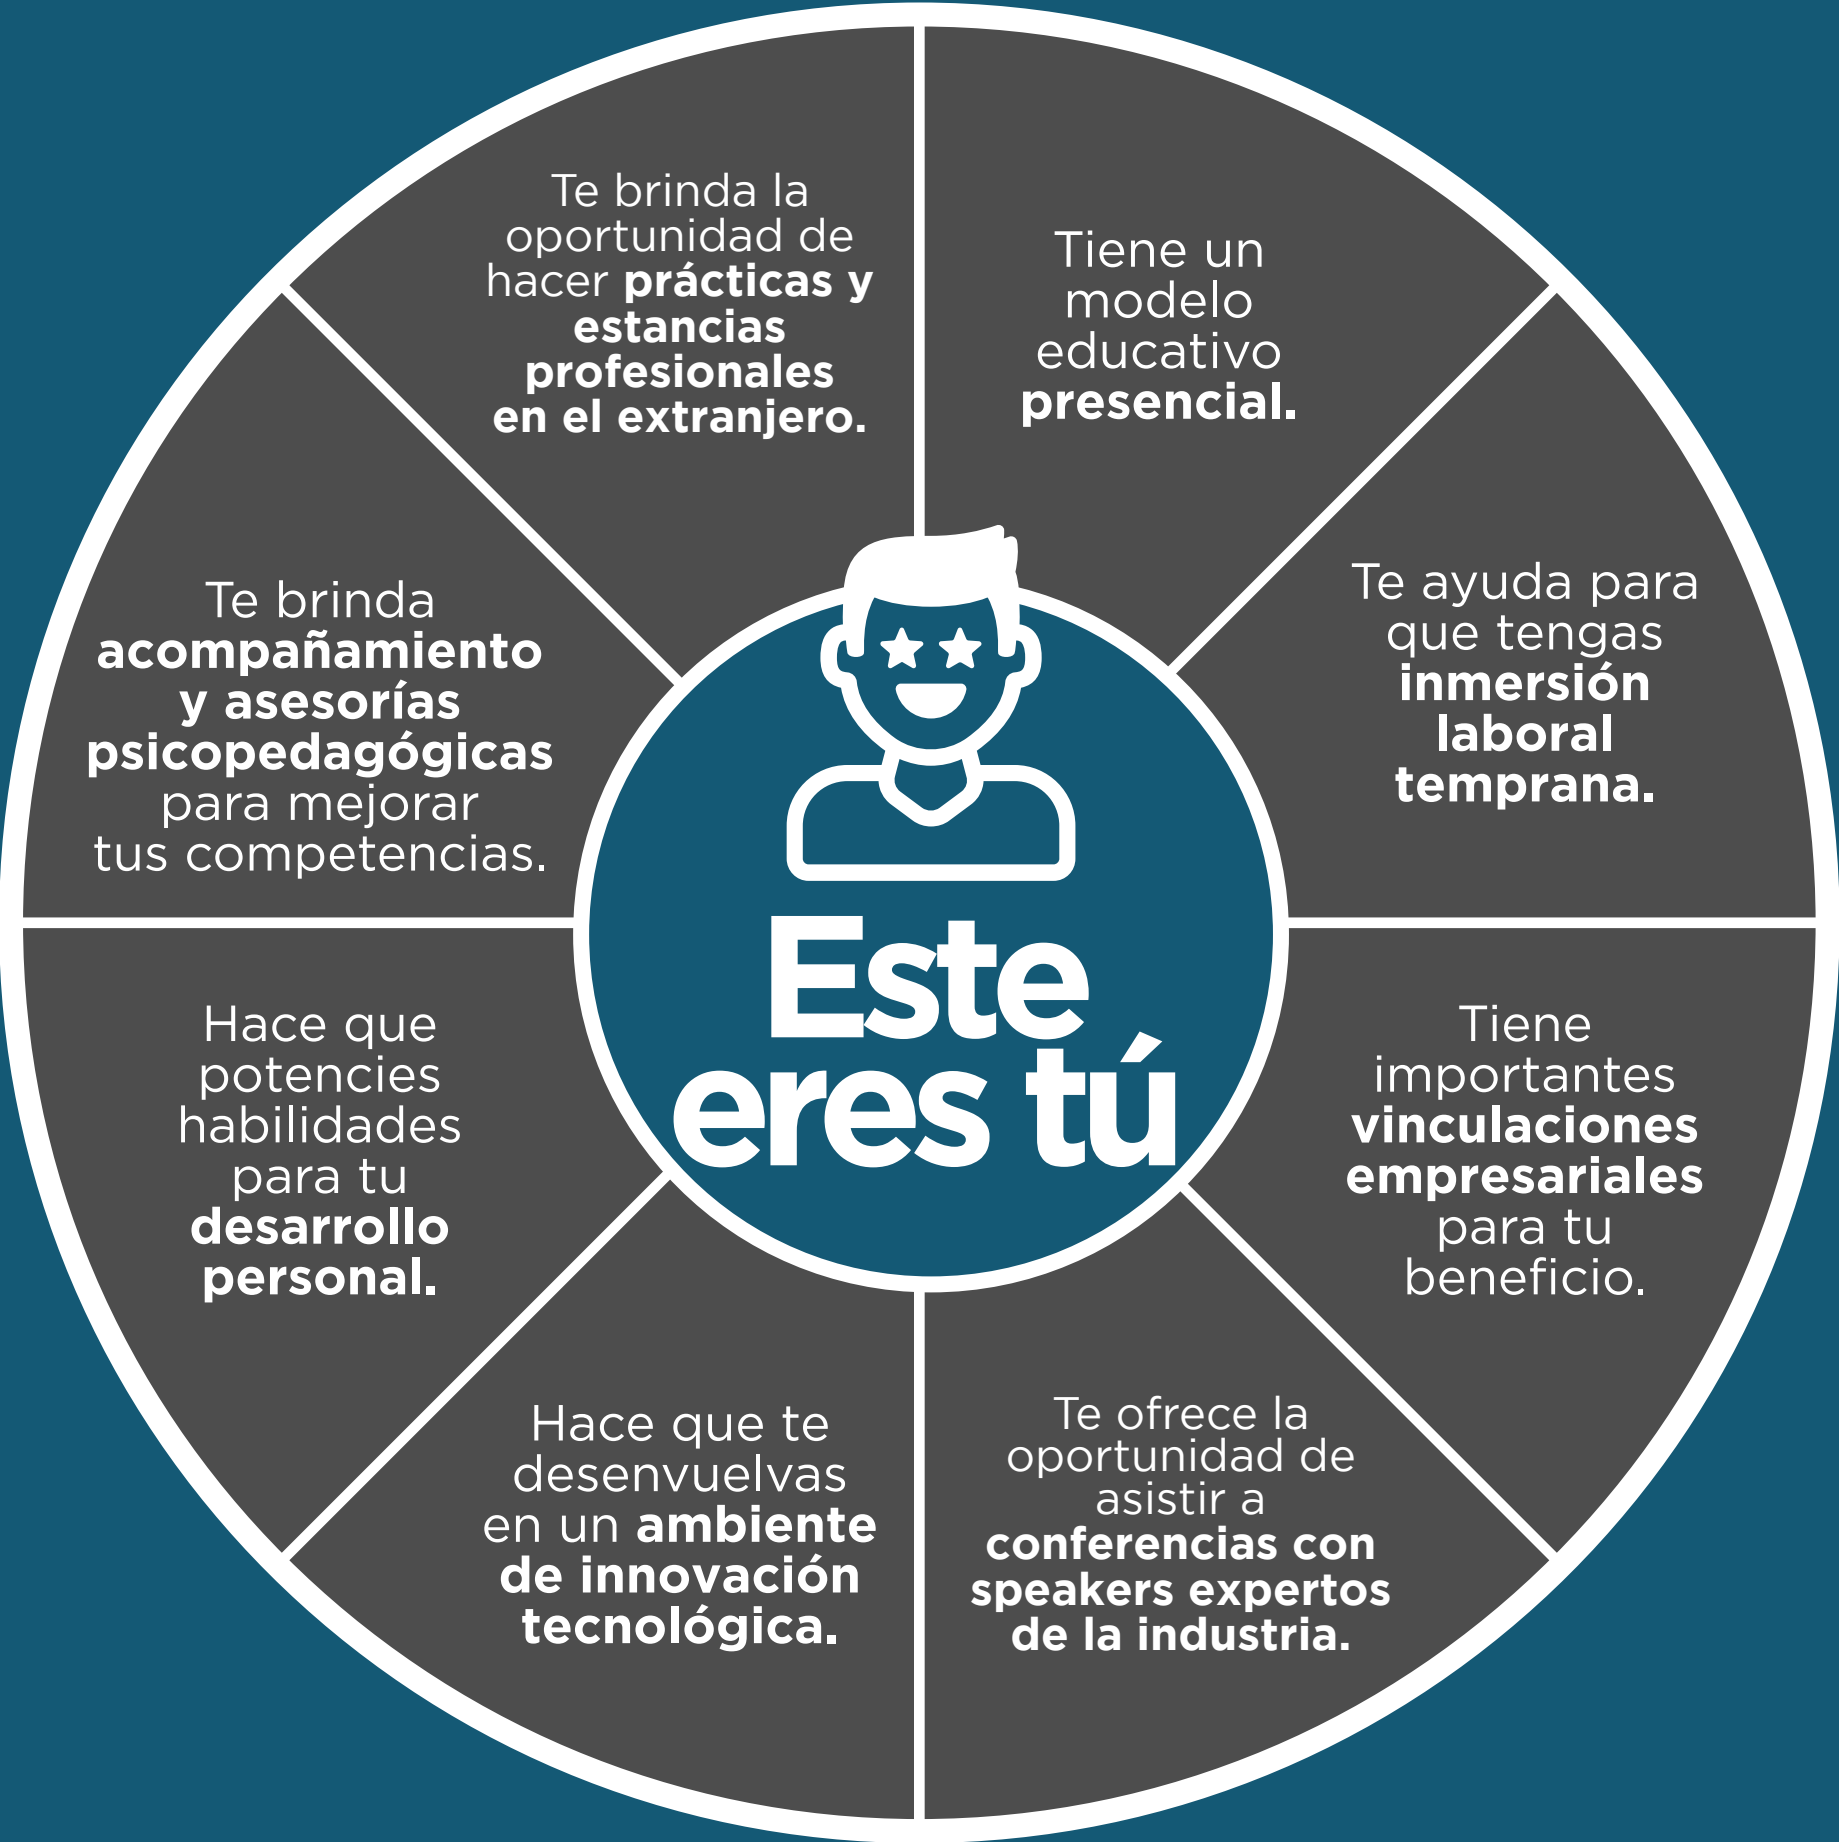 Te brinda la
oportunidad de
hacer prácticas y
estancias
profesionales
en el extranjero.
Tiene un
modelo
educativo
presencial.
Te ayuda para
que tengas
inmersión
laboral
temprana.
Tiene
importantes
vinculaciones
empresariales
para tu
beneficio.
Te ofrece la
oportunidad de
asistir a
conferencias con
speakers expertos
de la industria.
Hace que te
desenvuelvas
en un ambiente
de innovación
tecnológica.
Hace que
potencies
habilidades
para tu
desarrollo
personal.
Te brinda
acompañamiento
y asesorías
psicopedagógicas
para mejorar
tus competencias.
Este
eres tú